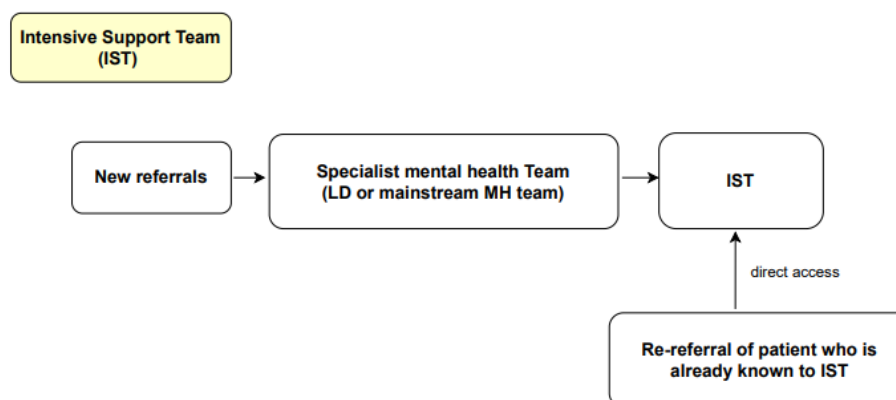 Intensive Support Team
(IST)
New referrals
Specialist mental health Team
(LD or mainstream MH team)
IST
direct access
Re-referral of patient who is
already known to IST